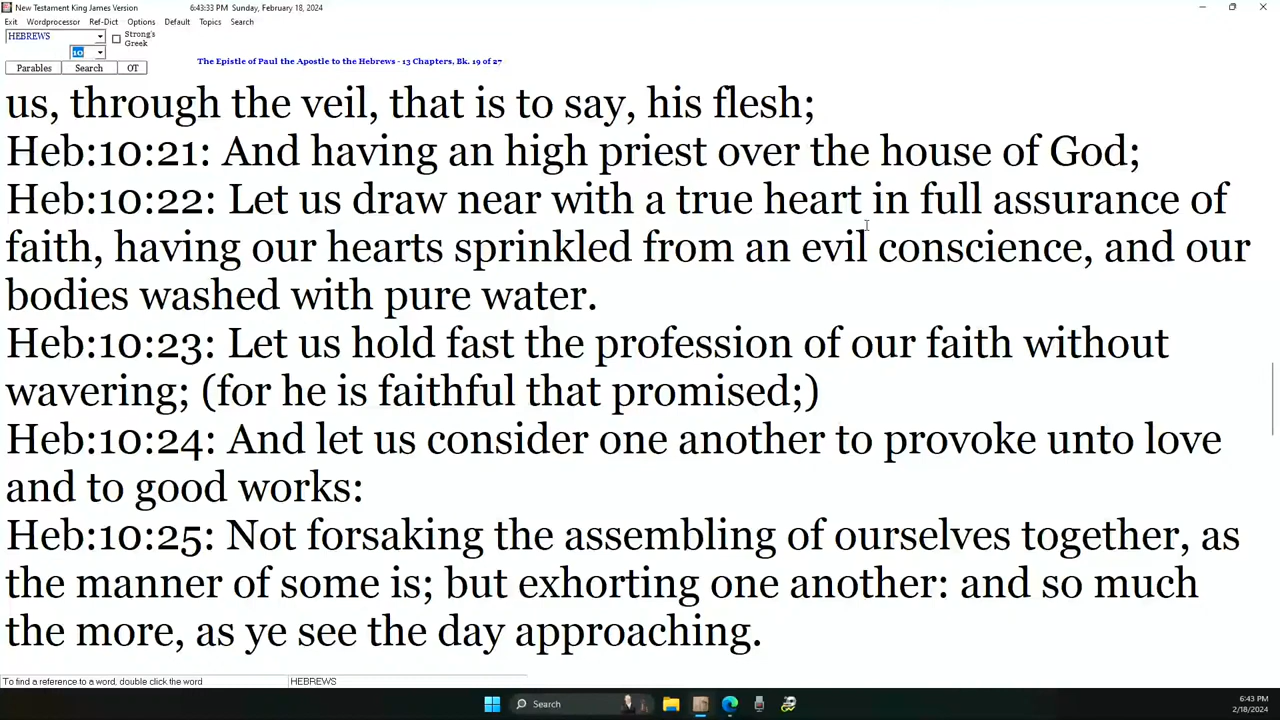 New Testament King James Version 6:43:33 PM Sunday, February 18, 2024
Exit Wordprocessor Ref-Dict Options Default Topics Search
HEBREWS Strong's Greek
10
Parables Search OT
The Epistle of Paul the Apostle to the Hebrews - 13 Chapters, Bk. 19 of 27
us, through the veil, that is to say, his flesh;
Heb:10:21: And having an high priest over the house of God;
Heb:10:22: Let us draw near with a true heart in full assurance of
faith, having our hearts sprinkled from an evil conscience, and our
bodies washed with pure water.
Heb:10:23: Let us hold fast the profession of our faith without
wavering; (for he is faithful that promised;)
Heb:10:24: And let us consider one another to provoke unto love
and to good works:
Heb:10:25: Not forsaking the assembling of ourselves together, as
the manner of some is; but exhorting one another: and so much
the more, as ye see the day approaching.
To find a reference to a word, double click the word HEBREWS
Search
6:43 PM
2/18/2024